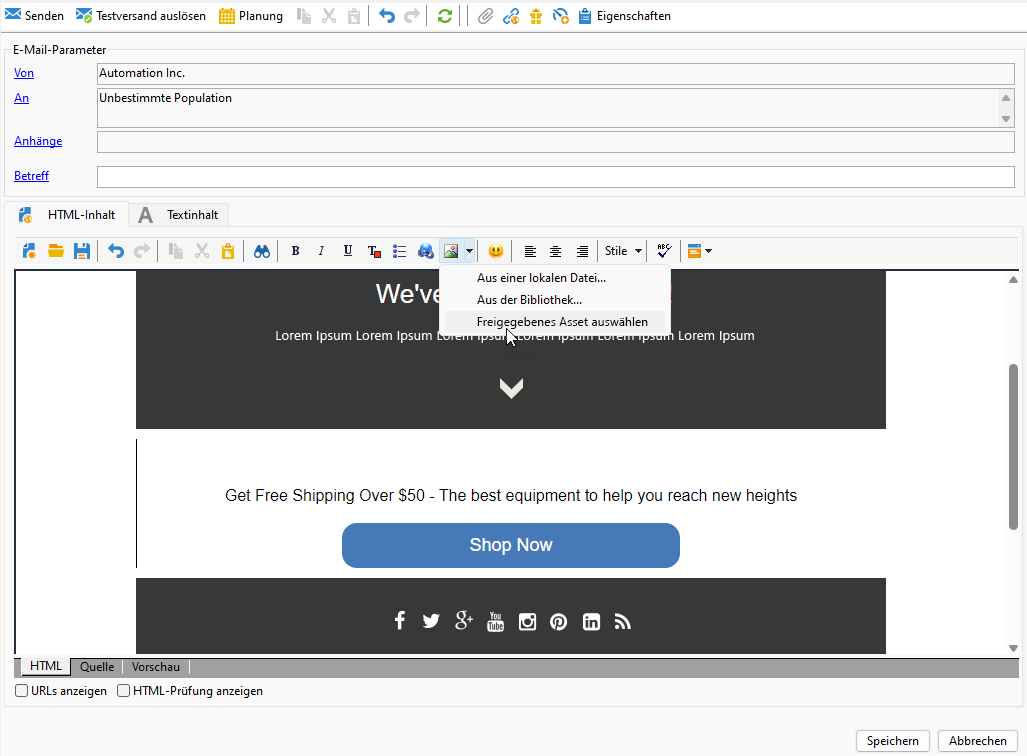 Senden Testversand auslösen Planung Eigenschaften
E-Mail-Parameter
Von Automation Inc.
An Unbestimmte Population
Anhänge
Betreff
HTML-Inhalt A Textinhalt
B I U T Stile ABC
Aus einer lokalen Datei...
Aus der Bibliothek...
Freigegebenes Asset auswählen
We've
Lorem Ipsum Lorem Ipsum Lorem Ipsum Lorem Ipsum Lorem Ipsum Lorem Ipsum
Get Free Shipping Over $50 - The best equipment to help you reach new heights
Shop Now
You Tube
HTML Quelle Vorschau
URLs anzeigen HTML-Prüfung anzeigen
Speichern Abbrechen